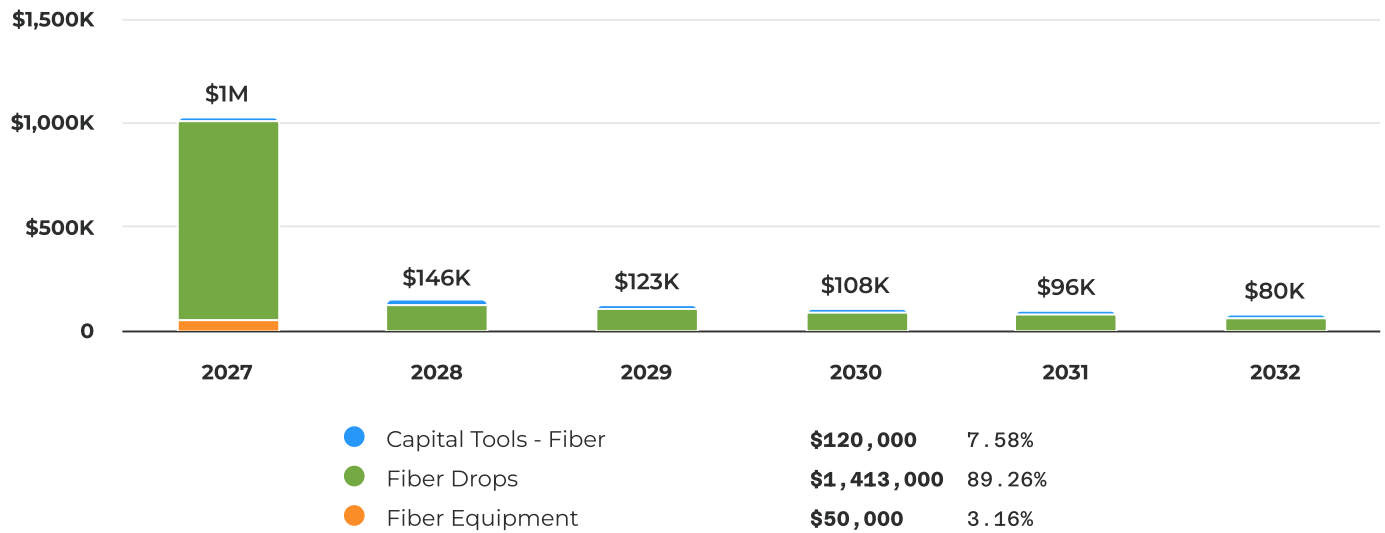 $1,500K
$1M
$1,000K
$500K
$146K
$123K
$108K
$96K
$80K
0
2027 2028 2029 2030 2031 2032
Capital Tools - Fiber $120,000 7.58%
Fiber Drops $1,413,000 89.26%
Fiber Equipment $50,000 3.16%